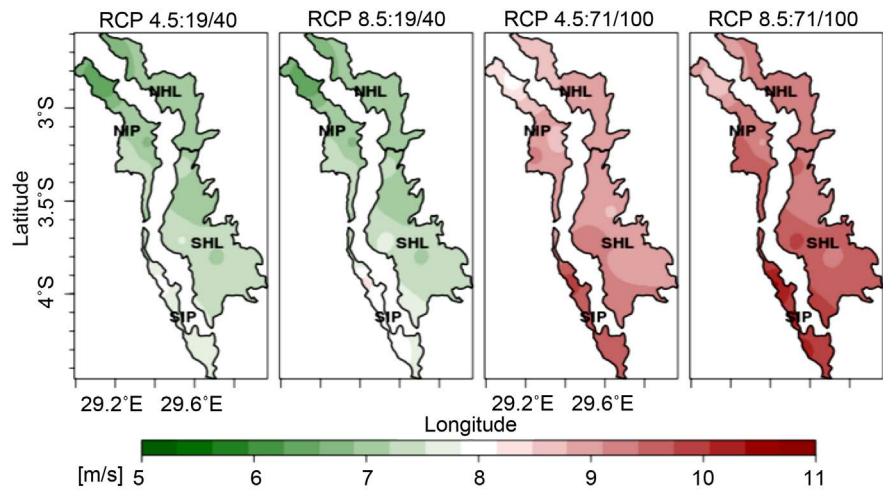 RCP 4.5:19/40 RCP 8.5:19/40 RCP 4.5:71/100 RCP 8.5:71/100
NHL NHL NHL NHL
3°S
NIP NIP NIP NIP
3.5°S
Latitude
SHL SHL SHL SHL
4°S
SIP SIP SIP SIP
29.2°E 29.6°E 29.2°E 29.6°E
Longitude
[m/s] 5 6 7 8 9 10 11